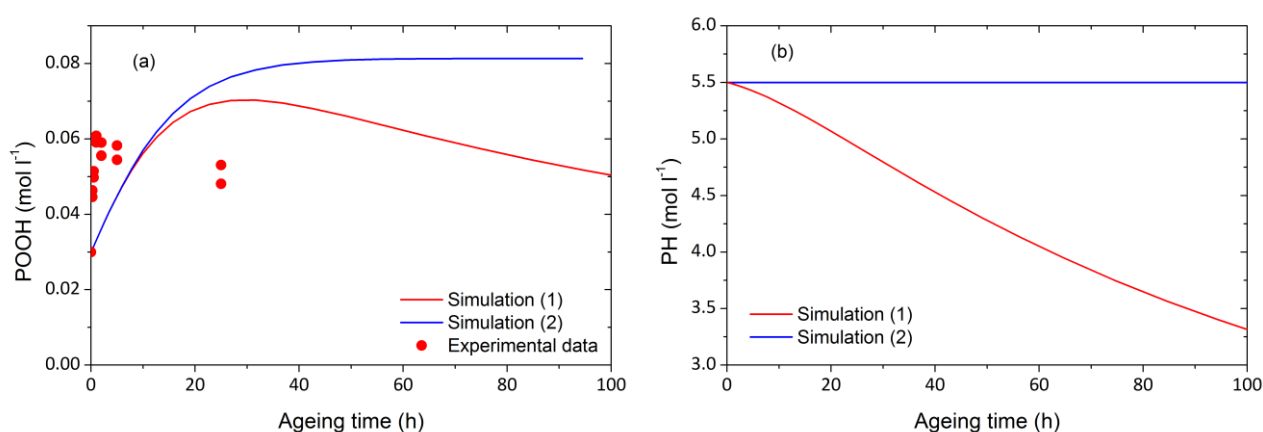 (a)
POOH (mol l⁻¹)
0.08
0.06
0.04
0.02
0.00
0 20 40 60 80 100
Ageing time (h)
Simulation (1)
Simulation (2)
Experimental data
(b)
PH (mol l⁻¹)
6.0
5.5
5.0
4.5
4.0
3.5
3.0
0 20 40 60 80 100
Ageing time (h)
Simulation (1)
Simulation (2)